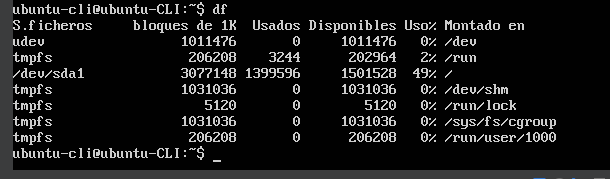 ubuntu-cli@ubuntu-CLI:~$ df
S.ficheros bloques de 1K Usados Disponibles Uso% Montado en
udev 1011476 0 1011476 0% /dev
tmpfs 206208 3244 202964 2% /run
/dev/sda1 3077148 1399596 1501528 49% /
tmpfs 1031036 0 1031036 0% /dev/shm
tmpfs 5120 0 5120 0% /run/lock
tmpfs 1031036 0 1031036 0% /sys/fs/cgroup
tmpfs 206208 0 206208 0% /run/user/1000
ubuntu-cli@ubuntu-CLI:~$ _